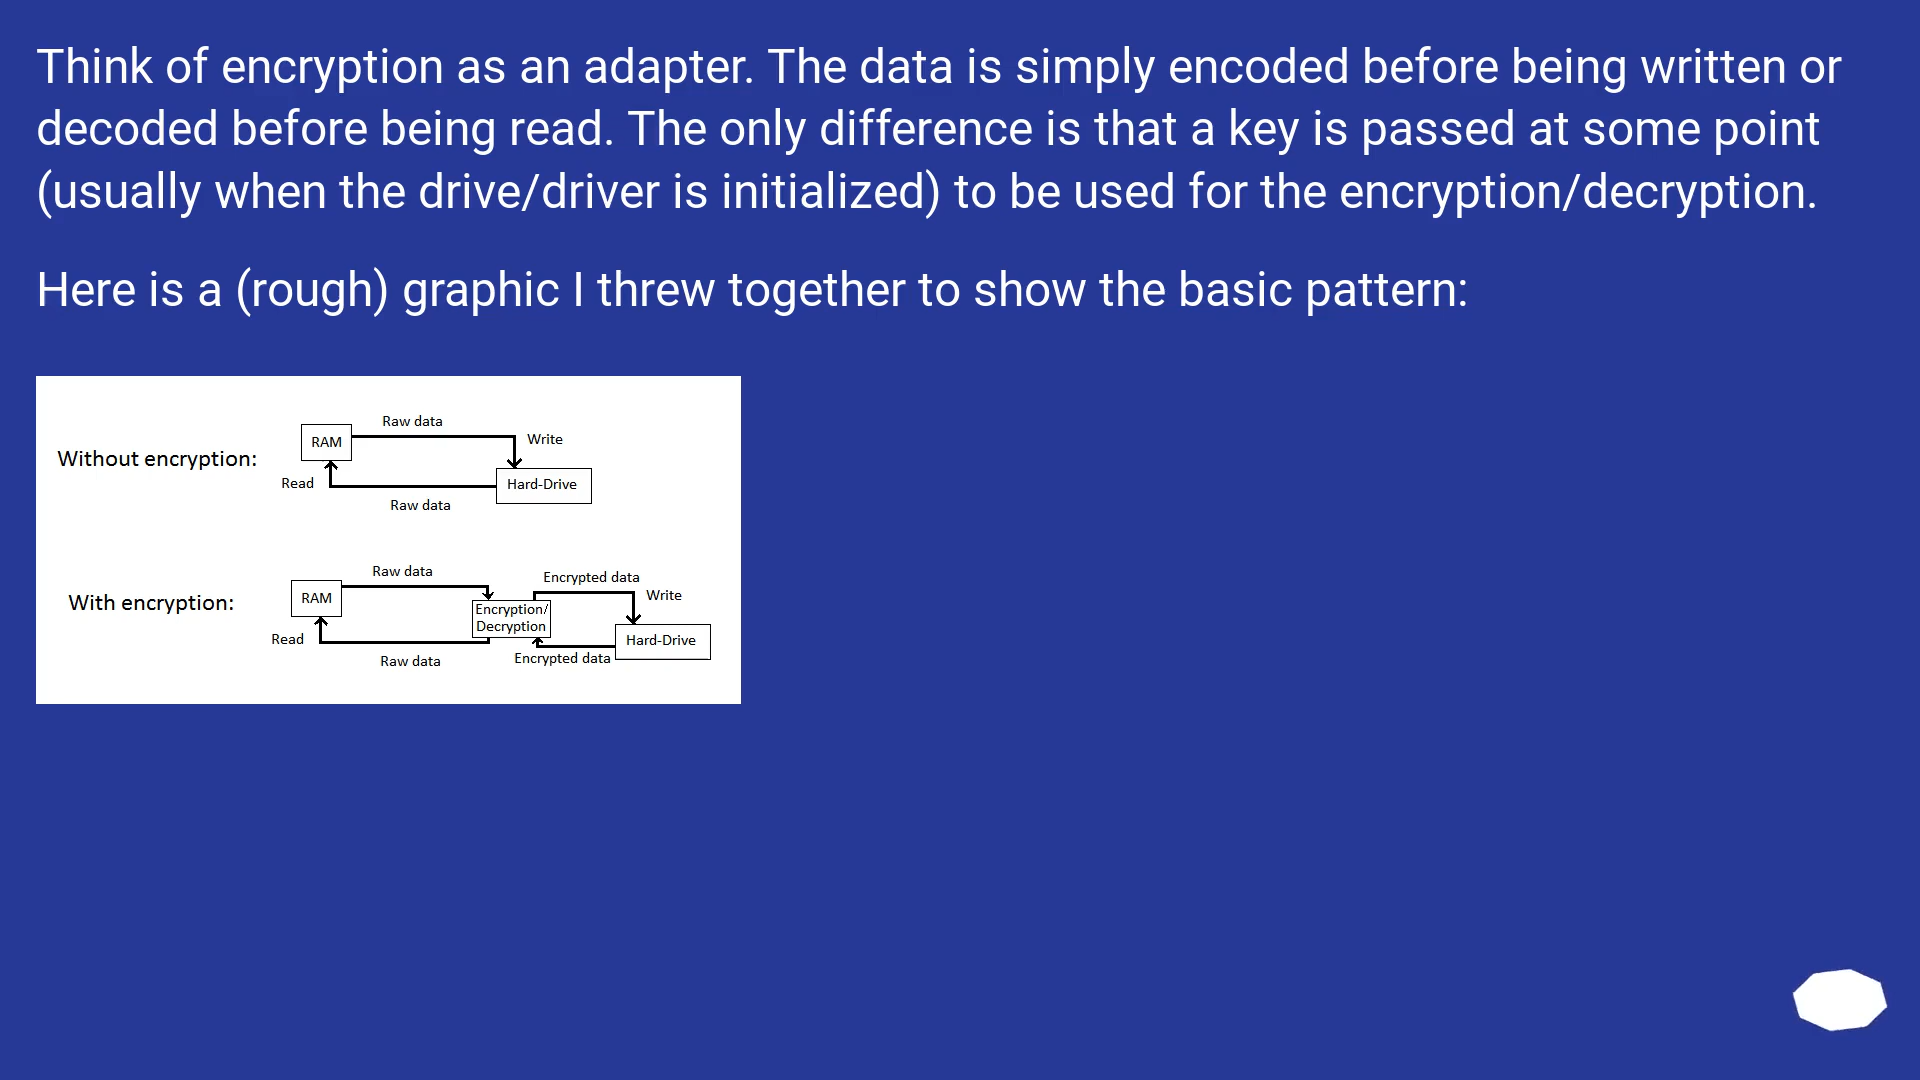 Think of encryption as an adapter. The data is simply encoded before being written or
decoded before being read. The only difference is that a key is passed at some point
(usually when the drive/driver is initialized) to be used for the encryption/decryption.
Here is a (rough) graphic I threw together to show the basic pattern:
Without encryption:
RAM
Raw data
Write
Hard-Drive
Read
Raw data
With encryption:
RAM
Raw data
Encryption/
Decryption
Encrypted data
Write
Hard-Drive
Encrypted data
Read
Raw data